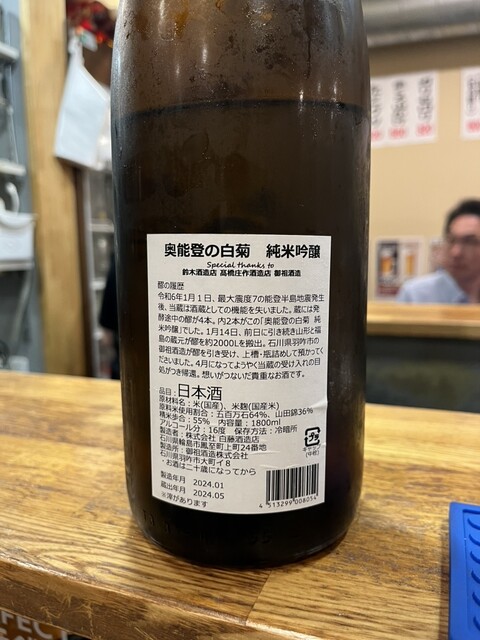 奥能登の白菊　純米吟醸
Special thanks to
鈴木酒造店 髙橋庄作酒造店 御祖酒造
醪の履歴
令和6年1月1日、最大震度7の能登半島地震発生
後、当蔵は酒蔵としての機能を失いました。蔵には発
酵途中の醪が4本。内2本がこの「奥能登の白菊 純
米吟醸」でした。1月14日、前日に引き続き山形と福
島の蔵元が醪を約2000L を搬出。石川県羽咋市の
御祖酒造が醪を引き受け、上槽・瓶詰めして預かってく
ださいました。4月になってようやく当蔵の受け入れの目
処がつき帰還。想いがつないだ貴重なお酒です。
品目：日本酒
原材料名：米(国産)、米麹(国産米)
原料米使用割合：五百万石64%、山田錦36%
精米歩合：55%　内容量：1800ml
アルコール分：16度　保存方法：冷暗所
製造者：株式会社 白藤酒造店
石川県輪島市鳳至町上町24番地
製造所：御祖酒造株式会社
石川県羽咋市大町イ8
・お酒は二十歳になってから
製造年月　2024.01
蔵出年月　2024.05
※滓があります
4 513299 008054